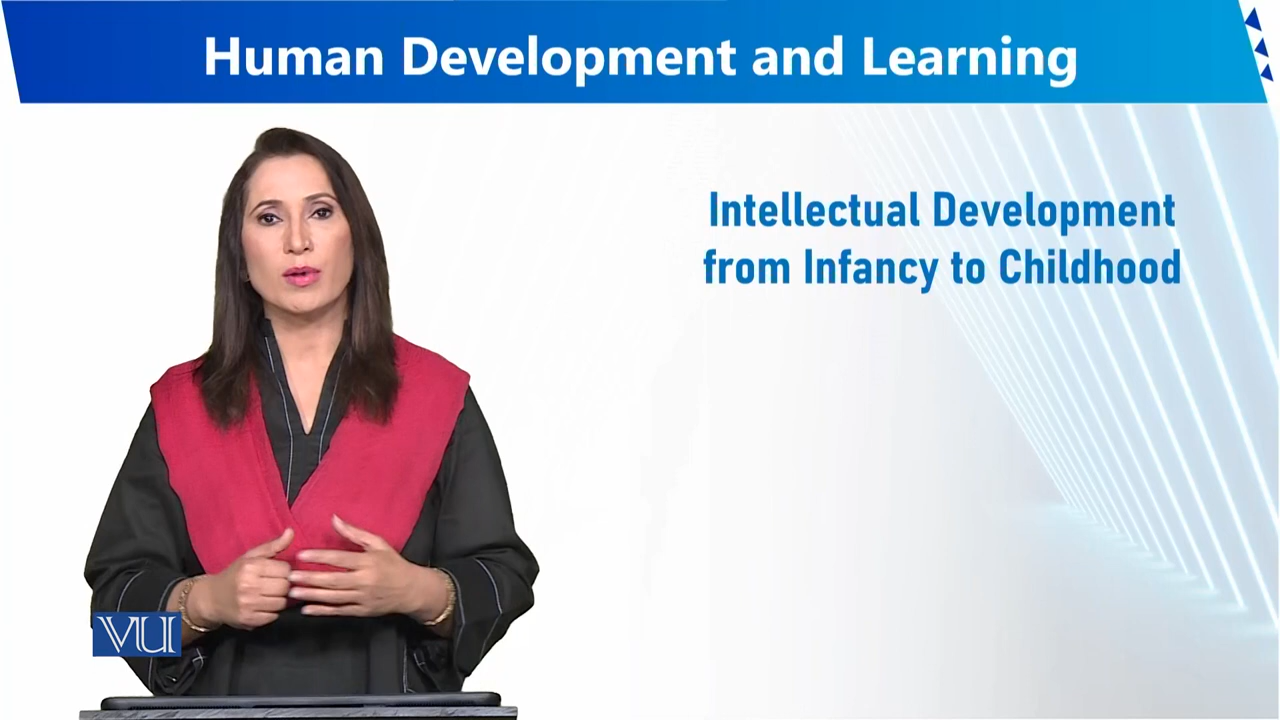 Human Development and Learning
Intellectual Development
from Infancy to Childhood
VU